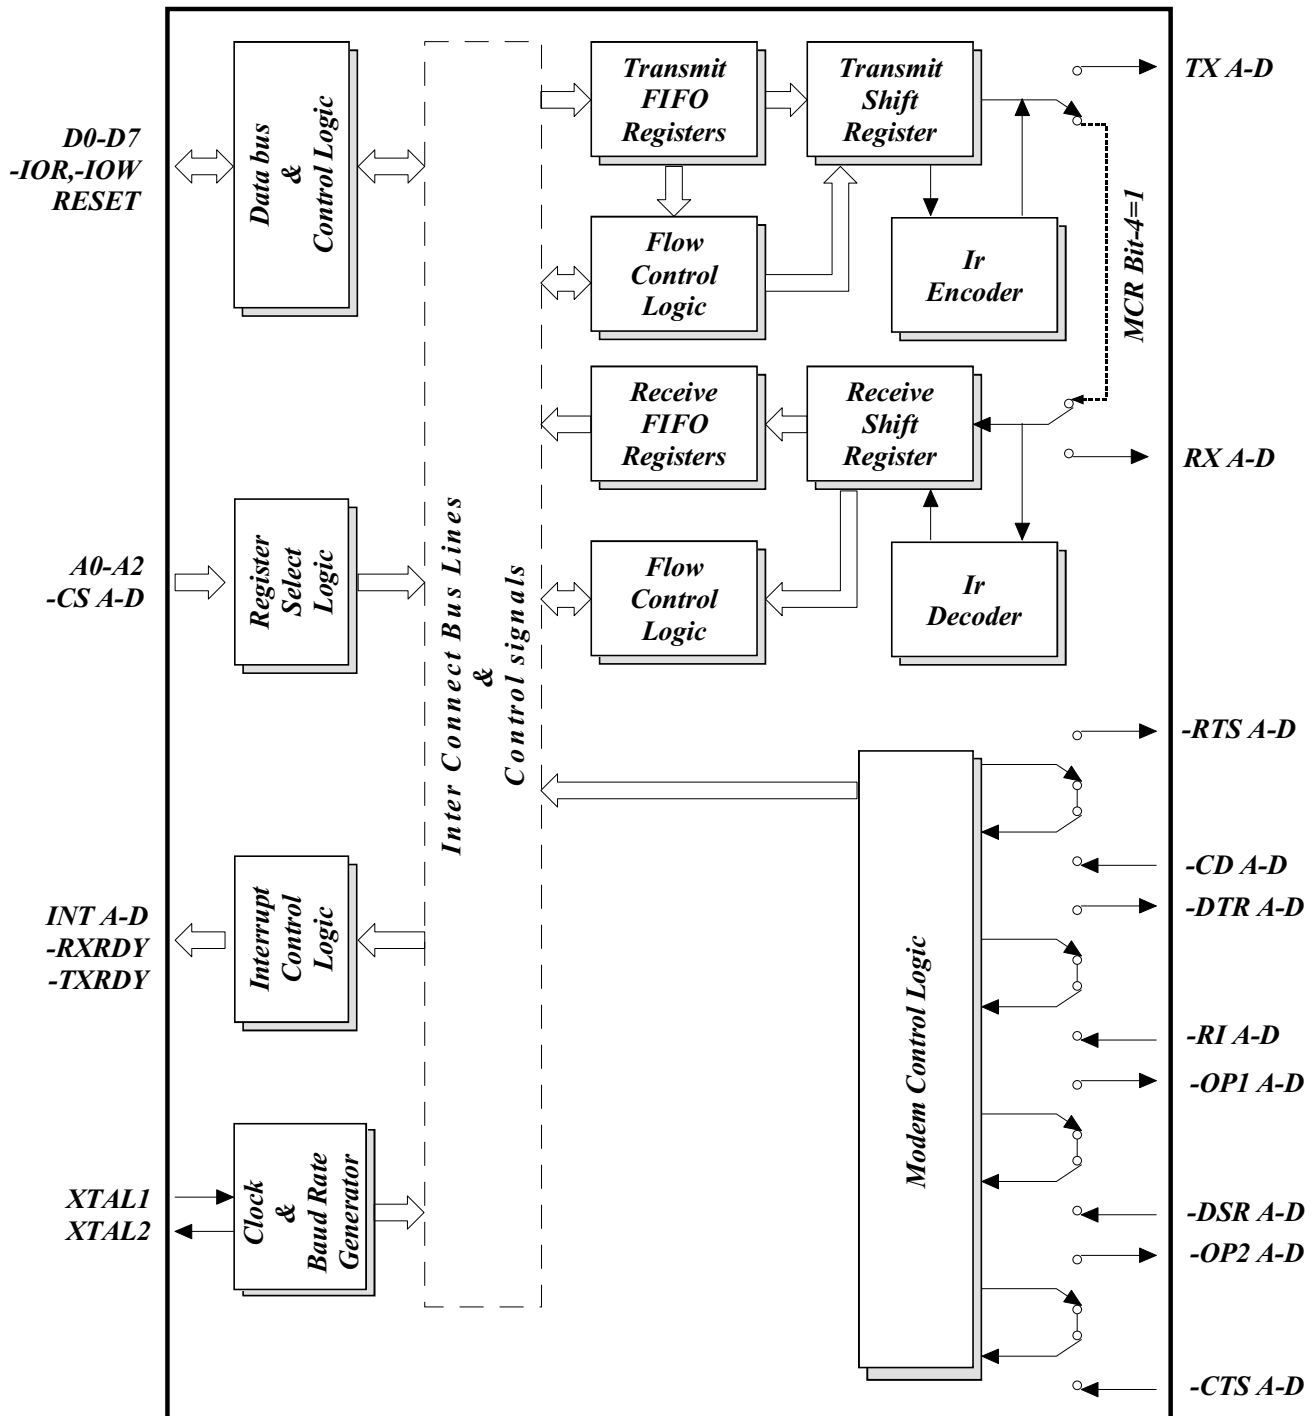 D0-D7
-IOR,-IOW
RESET
A0-A2
-CS A-D
INT A-D
-RXRDY
-TXRDY
XTAL1
XTAL2
Data bus
&
Control Logic
Register
Select
Logic
Interrupt
Control
Logic
Clock
&
Baud Rate
Generator
Inter Connect Bus Lines
&
Control signals
Transmit
FIFO
Registers
Transmit
Shift
Register
Flow
Control
Logic
Ir
Encoder
Receive
FIFO
Registers
Receive
Shift
Register
Flow
Control
Logic
Ir
Decoder
MCR Bit-4=1
Modem Control Logic
TX A-D
RX A-D
-RTS A-D
-CD A-D
-DTR A-D
-RI A-D
-OP1 A-D
-DSR A-D
-OP2 A-D
-CTS A-D